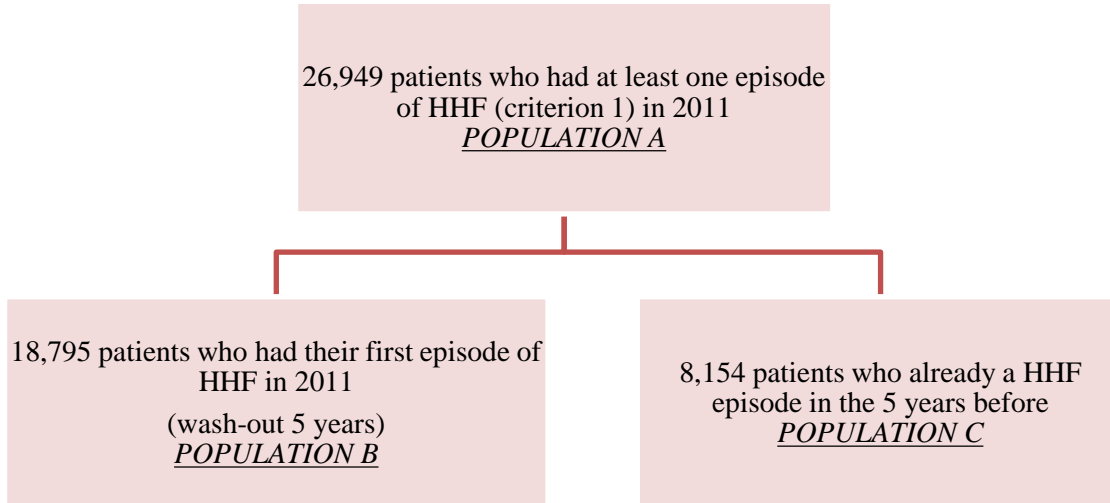 26,949 patients who had at least one episode
of HHF (criterion 1) in 2011
POPULATION A
18,795 patients who had their first episode of
HHF in 2011
(wash-out 5 years)
POPULATION B
8,154 patients who already a HHF
episode in the 5 years before
POPULATION C